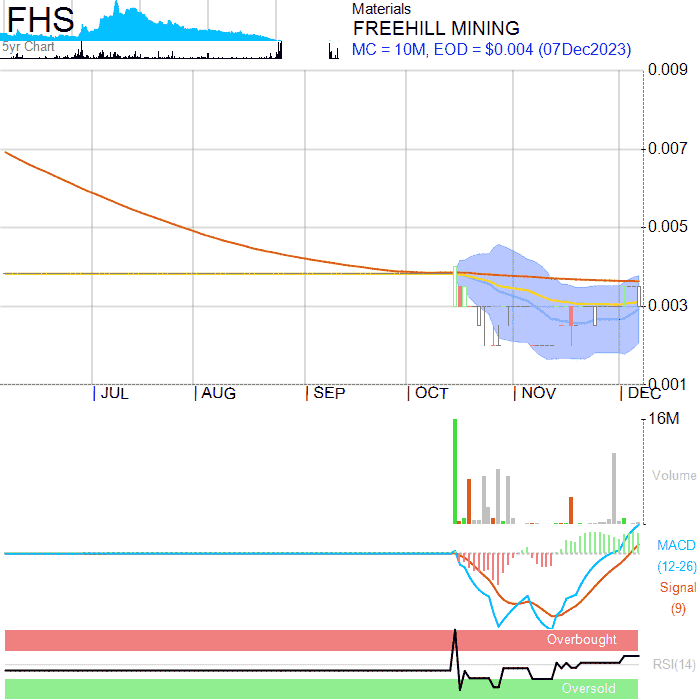 FHS
5yr Chart
Materials
FREEHILL MINING
MC = 10M, EOD = $0.004 (07Dec2023)
0.009
0.007
0.005
0.003
0.001
JUL AUG SEP OCT NOV DEC
16M
Volume
MACD
(12-26)
Signal
(9)
Overbought
RSI(14)
Oversold